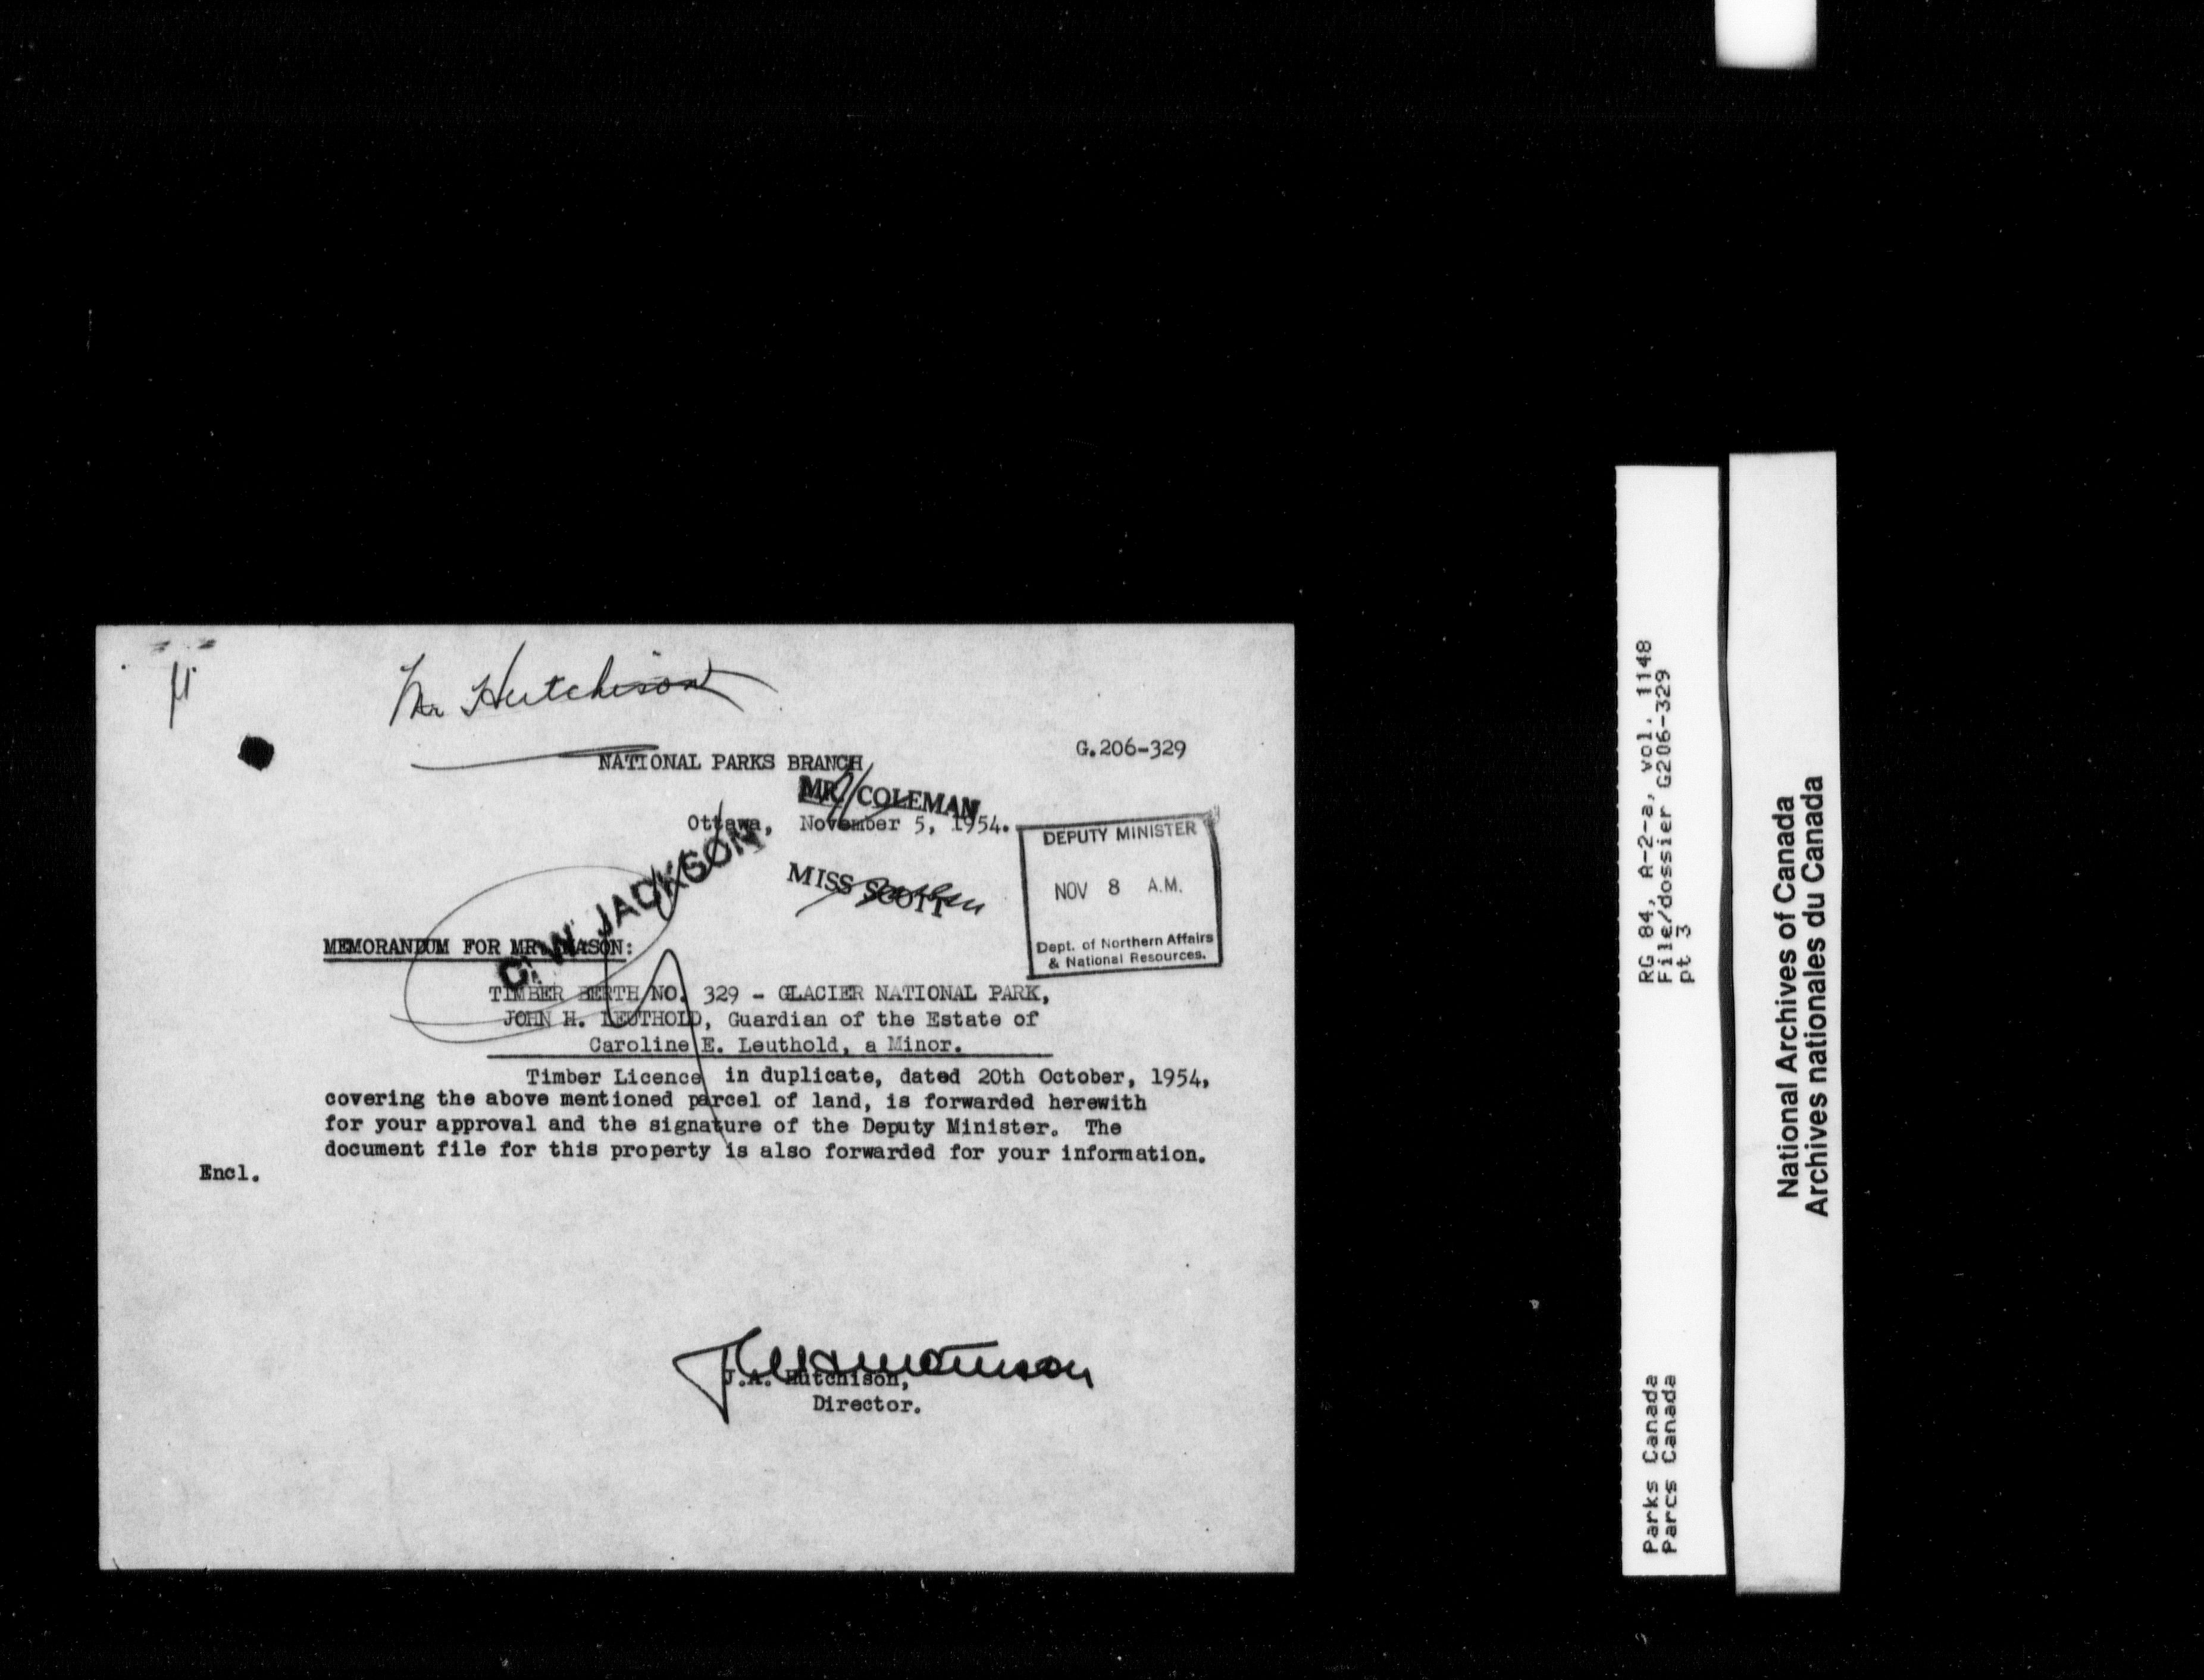 Mr Hutchison
NATIONAL PARKS BRANCH
G.206-329
MR. COLEMAN
Ottawa, November 5, 1954.
C. W. JACKSON
MISS SCOTT
DEPUTY MINISTER
NOV 8 A.M.
Dept. of Northern Affairs
& National Resources.
MEMORANDUM FOR MR.
TIMBER BERTH NO. 329 - GLACIER NATIONAL PARK,
JOHN H. LEUTHOLD, Guardian of the Estate of
Caroline E. Leuthold, a Minor.
Timber Licence in duplicate, dated 20th October, 1954,
covering the above mentioned parcel of land, is forwarded herewith
for your approval and the signature of the Deputy Minister. The
document file for this property is also forwarded for your information.
Encl.
J.A. Hutchison,
Director.
RG 84, A-2-a, vol. 1148
File/dossier G206-329
pt 3
Parks Canada
Parcs Canada
National Archives of Canada
Archives nationales du Canada